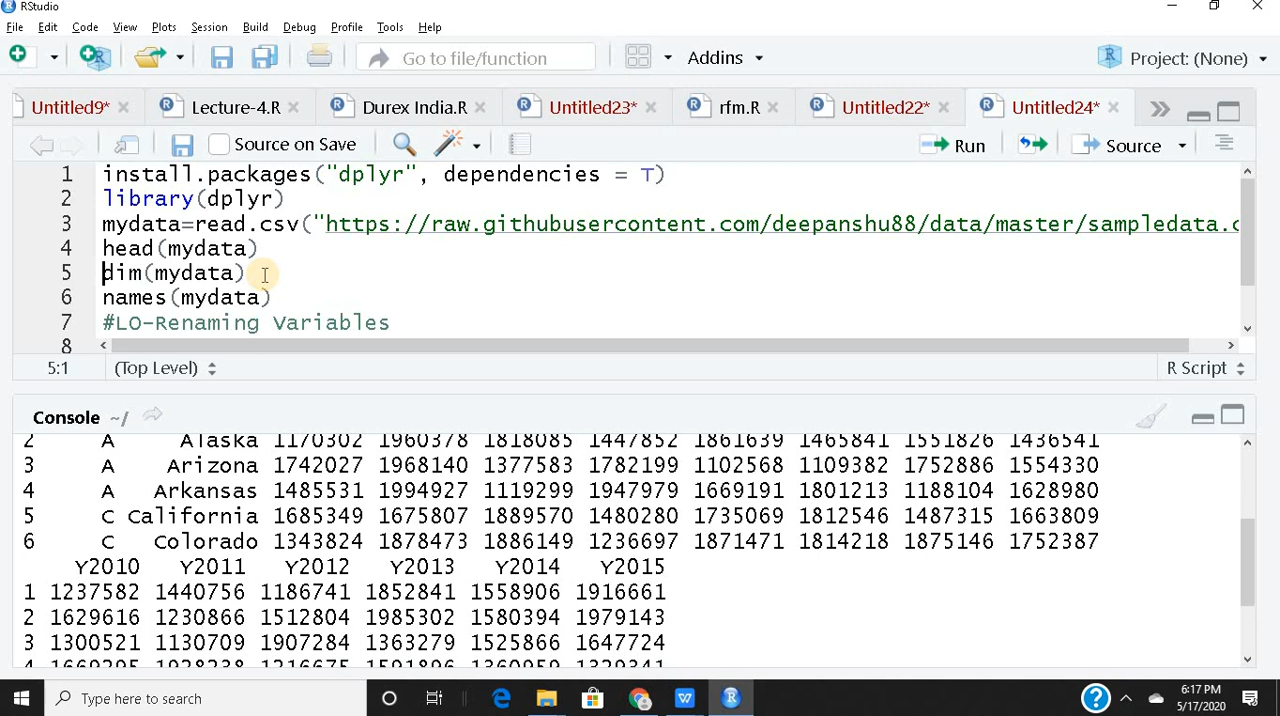 RStudio
File Edit Code View Plots Session Build Debug Profile Tools Help
Go to file/function Addins Project: (None)
Untitled9* Lecture-4.R Durex India.R Untitled23* rfm.R Untitled22* Untitled24*
Source on Save Run Source
1 install.packages("dplyr", dependencies = T)
2 library(dplyr)
3 mydata=read.csv("https://raw.githubusercontent.com/deepanshu88/data/master/sampledata.c
4 head(mydata)
5 dim(mydata)
6 names(mydata)
7 #LO-Renaming Variables
8
5:1 (Top Level) R Script
Console ~/
2 A Alaska 1170302 1960378 1818085 1447852 1861639 1465841 1551826 1436541
3 A Arizona 1742027 1968140 1377583 1782199 1102568 1109382 1752886 1554330
4 A Arkansas 1485531 1994927 1119299 1947979 1669191 1801213 1188104 1628980
5 C California 1685349 1675807 1889570 1480280 1735069 1812546 1487315 1663809
6 C Colorado 1343824 1878473 1886149 1236697 1871471 1814218 1875146 1752387
Y2010 Y2011 Y2012 Y2013 Y2014 Y2015
1 1237582 1440756 1186741 1852841 1558906 1916661
2 1629616 1230866 1512804 1985302 1580394 1979143
3 1300521 1130709 1907284 1363279 1525866 1647724
4 1669295 1928238 1216675 1591896 1360959 1329341
Type here to search
6:17 PM
5/17/2020